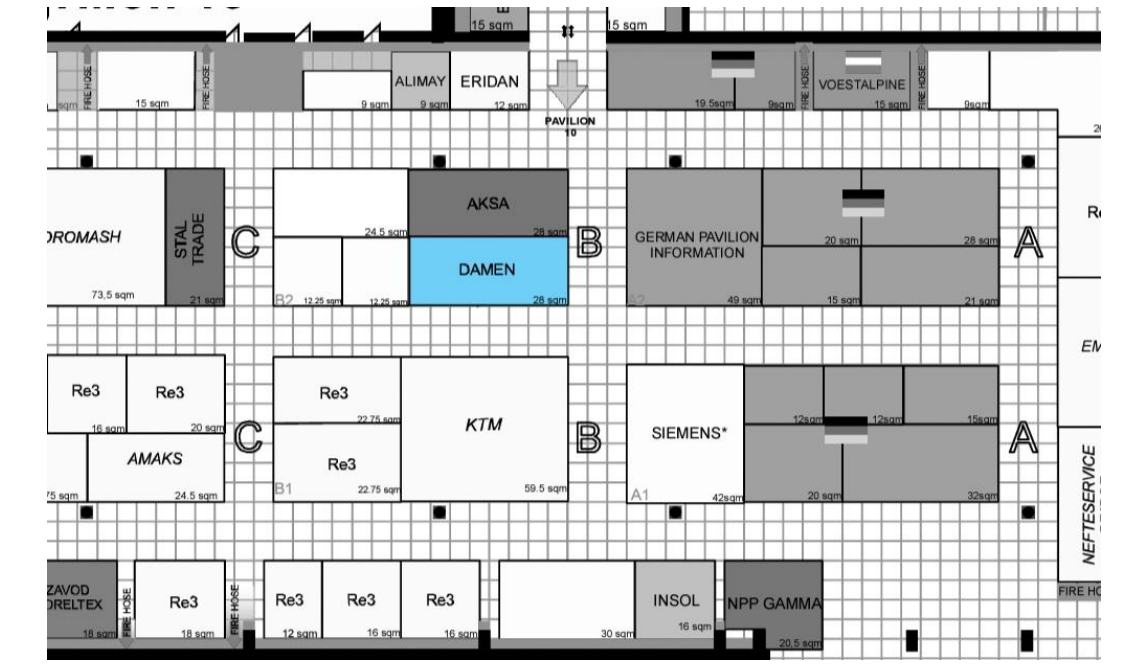 15 sqm
15 sqm
sqm
FIRE HOSE
15 sqm
FIRE HOSE
9 sqm
ALIMAY
9 sqm
ERIDAN
12 sqm
PAVILION
10
19.5sqm
9sqm
FIRE HOSE
VOESTALPINE
15 sqm
FIRE HOSE
9sqm
DROMASH
73,5 sqm
STAL
TRADE
21 sqm
C
24.5 sqm
B2
12.25 sqm
12.25 sqm
AKSA
28 sqm
DAMEN
28 sqm
B
GERMAN PAVILION
INFORMATION
A2
49 sqm
20 sqm
28 sqm
15 sqm
21 sqm
A
Re3
16 sqm
Re3
20 sqm
75 sqm
AMAKS
24.5 sqm
C
Re3
22.75 sqm
Re3
B1
22.75 sqm
KTM
59.5 sqm
B
SIEMENS*
A1
42sqm
12sqm
12sqm
15sqm
20 sqm
32sqm
A
NEFTESERVICE
FIRE HO
ZAVOD
ORELTEX
18 sqm
FIRE HOSE
Re3
18 sqm
FIRE HOSE
Re3
12 sqm
Re3
16 sqm
Re3
16 sqm
30 sqm
INSOL
16 sqm
NPP GAMMA
20,5 sqm